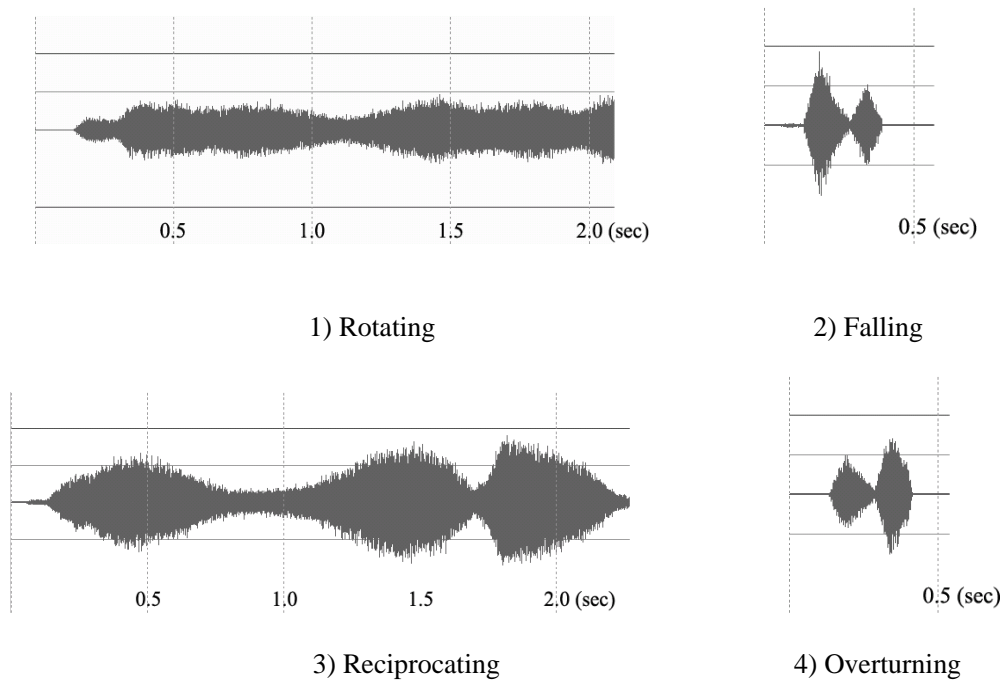 0.5 1.0 1.5 2.0 (sec)
0.5 (sec)
1) Rotating
2) Falling
0.5 1.0 1.5 2.0 (sec)
0.5 (sec)
3) Reciprocating
4) Overturning